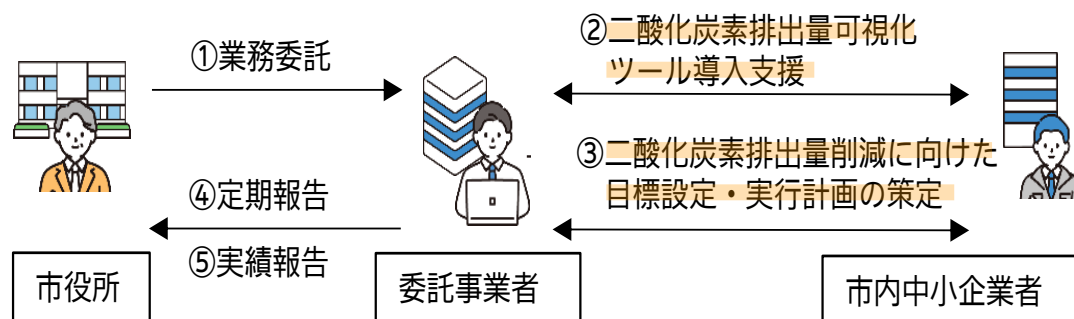 ①業務委託
②二酸化炭素排出量可視化
ツール導入支援
③二酸化炭素排出量削減に向けた
目標設定・実行計画の策定
④定期報告
⑤実績報告
市役所
委託事業者
市内中小企業者